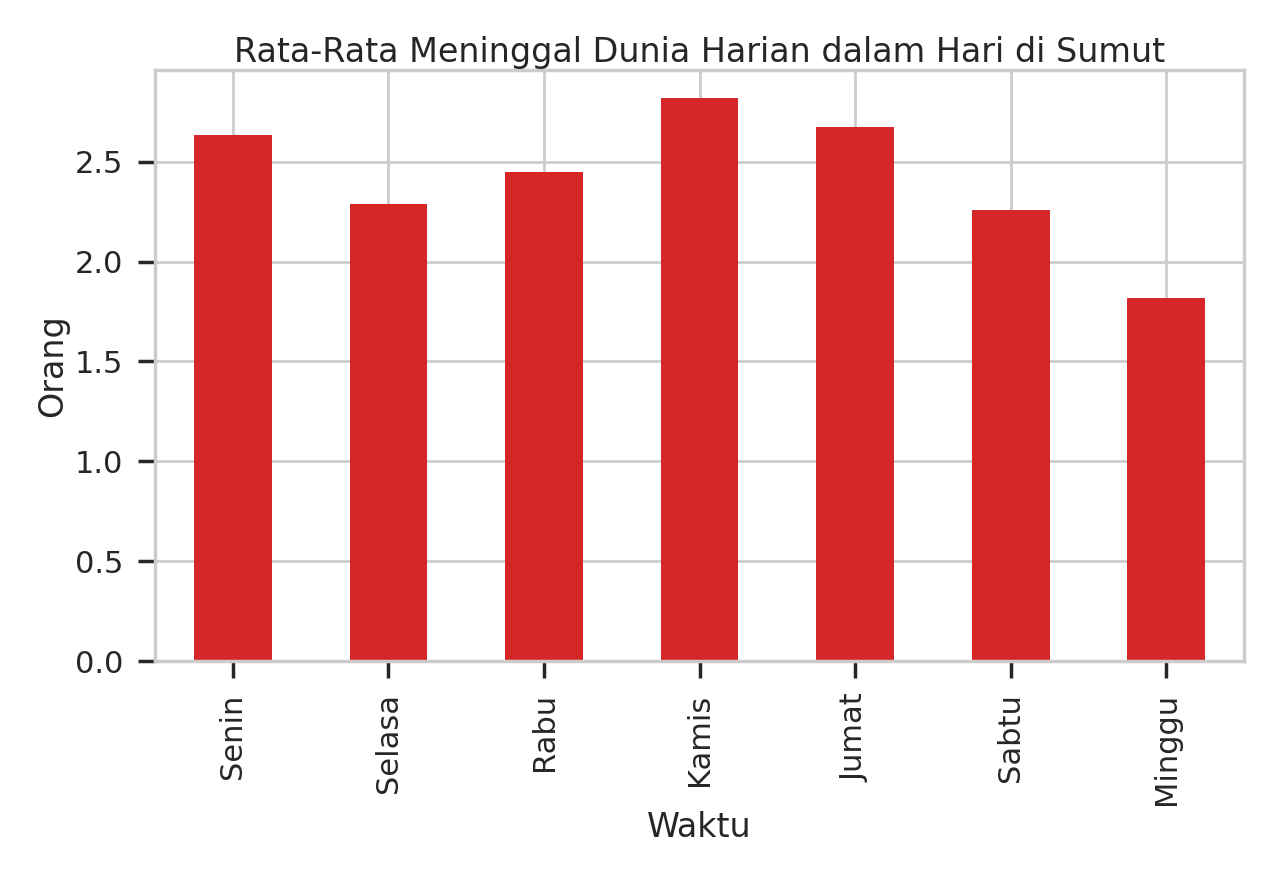 Rata-Rata Meninggal Dunia Harian dalam Hari di Sumut
Orang
2.5
2.0
1.5
1.0
0.5
0.0
Senin
Selasa
Rabu
Kamis
Jumat
Sabtu
Minggu
Waktu